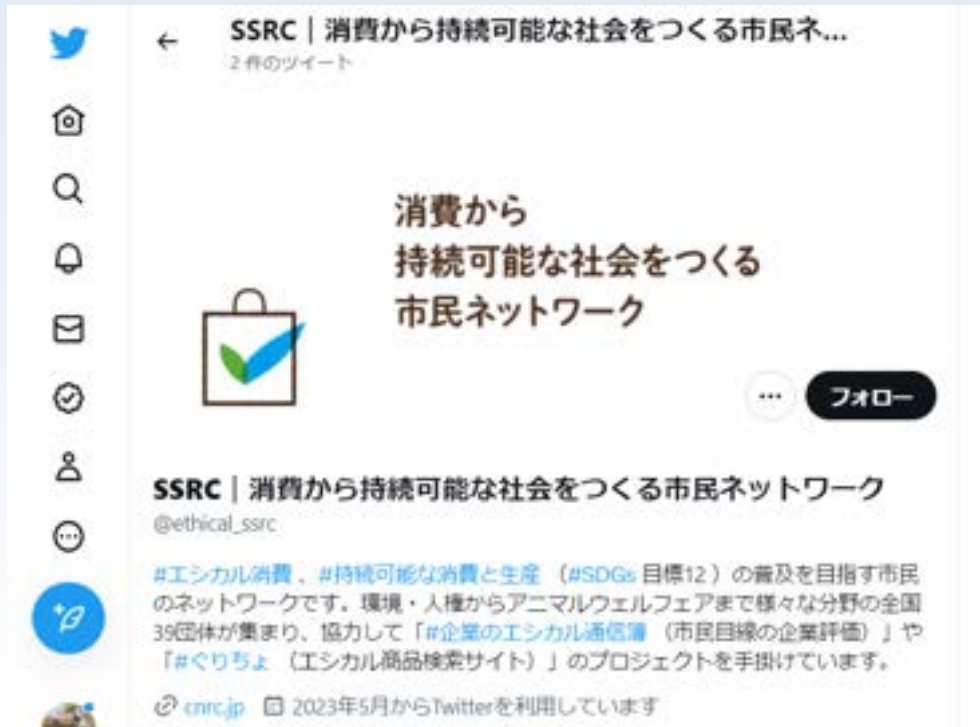 SSRC｜消費から持続可能な社会をつくる市民ネ...
2 件のツイート
消費から
持続可能な社会をつくる
市民ネットワーク
フォロー
SSRC｜消費から持続可能な社会をつくる市民ネットワーク
@ethical_ssrc
#エシカル消費 、#持続可能な消費と生産 （#SDGs 目標12 ）の普及を目指す市民
のネットワークです。環境・人権からアニマルウェルフェアまで様々な分野の全国
39団体が集まり、協力して「#企業のエシカル通信簿 （市民目線の企業評価）」や
「#ぐりちょ （エシカル商品検索サイト）」のプロジェクトを手掛けています。
cnrc.jp 2023年5月からTwitterを利用しています